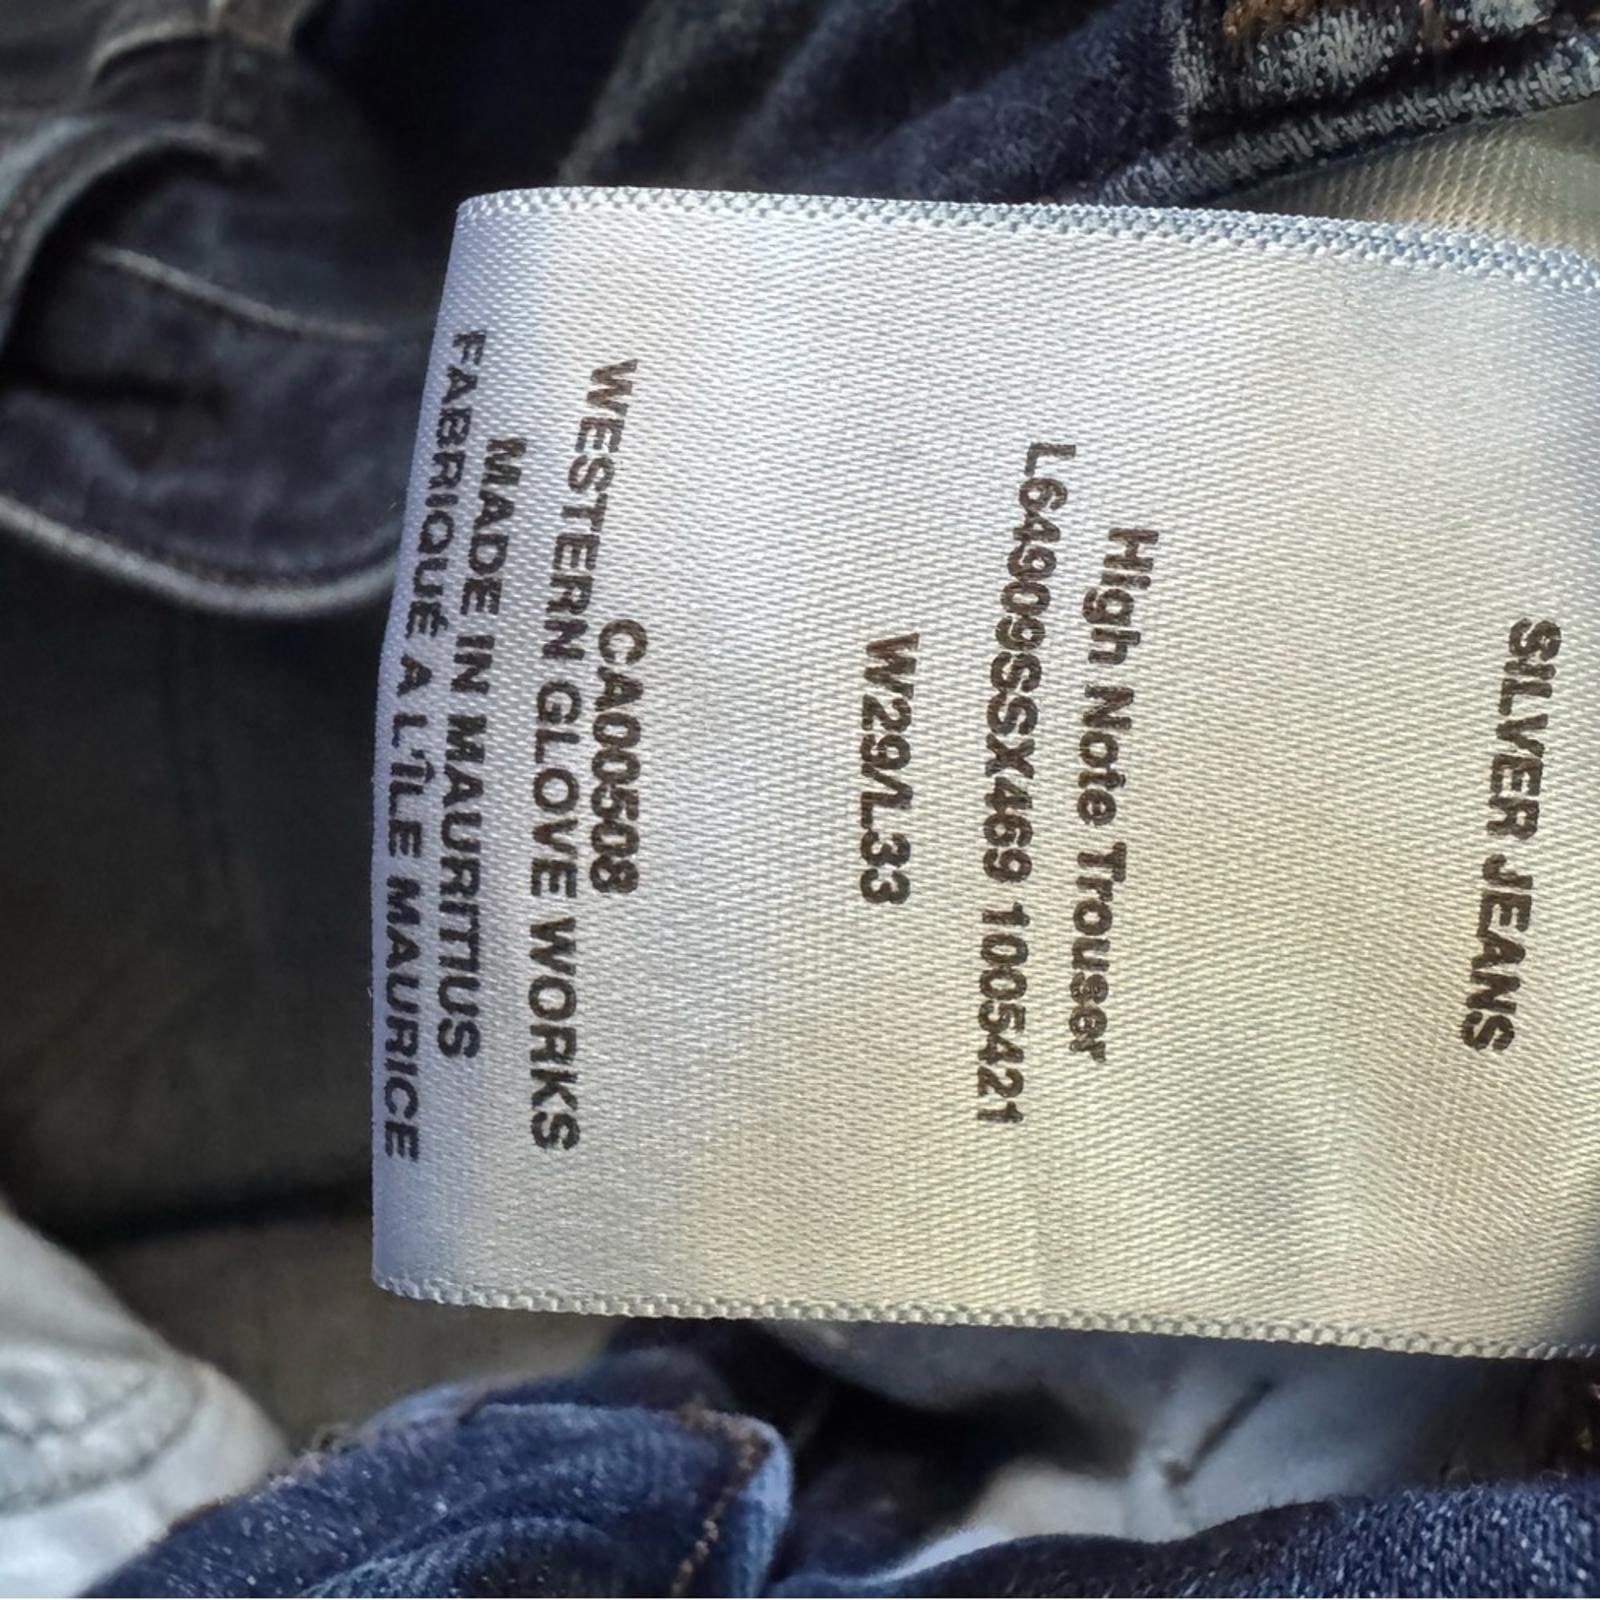 SILVER JEANS
High Note Trouser
L64909SSX469 1005421
W29/L33
CA00508
WESTERN GLOVE WORKS
MADE IN MAURITIUS
FABRIQUÉ A L'ÎLE MAURICE